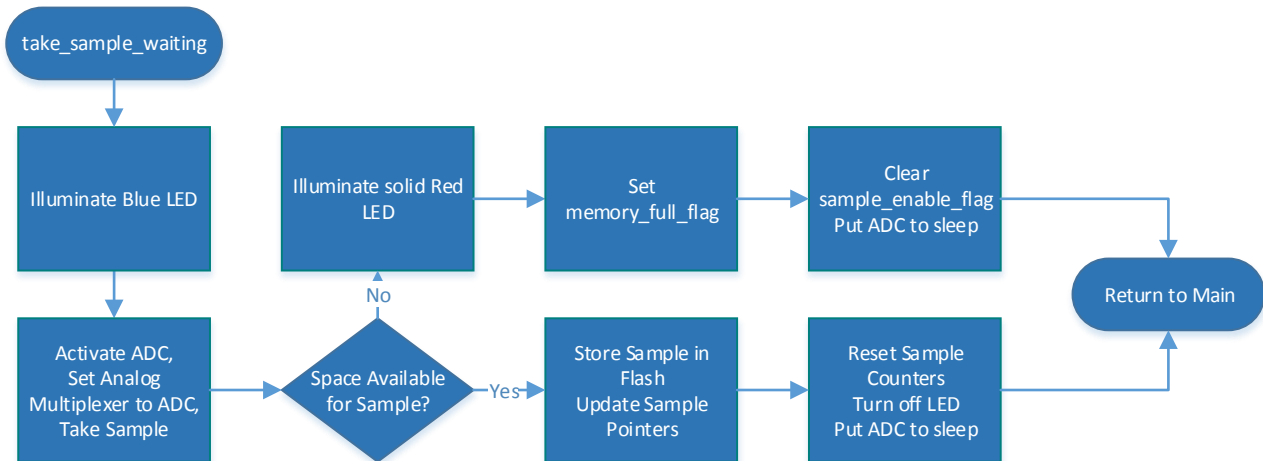 take_sample_waiting
Illuminate Blue LED
Illuminate solid Red
LED
Set
memory_full_flag
Clear
sample_enable_flag
Put ADC to sleep
No
Return to Main
Activate ADC,
Set Analog
Multiplexer to ADC,
Take Sample
Space Available
for Sample?
Yes
Store Sample in
Flash
Update Sample
Pointers
Reset Sample
Counters
Turn off LED
Put ADC to sleep